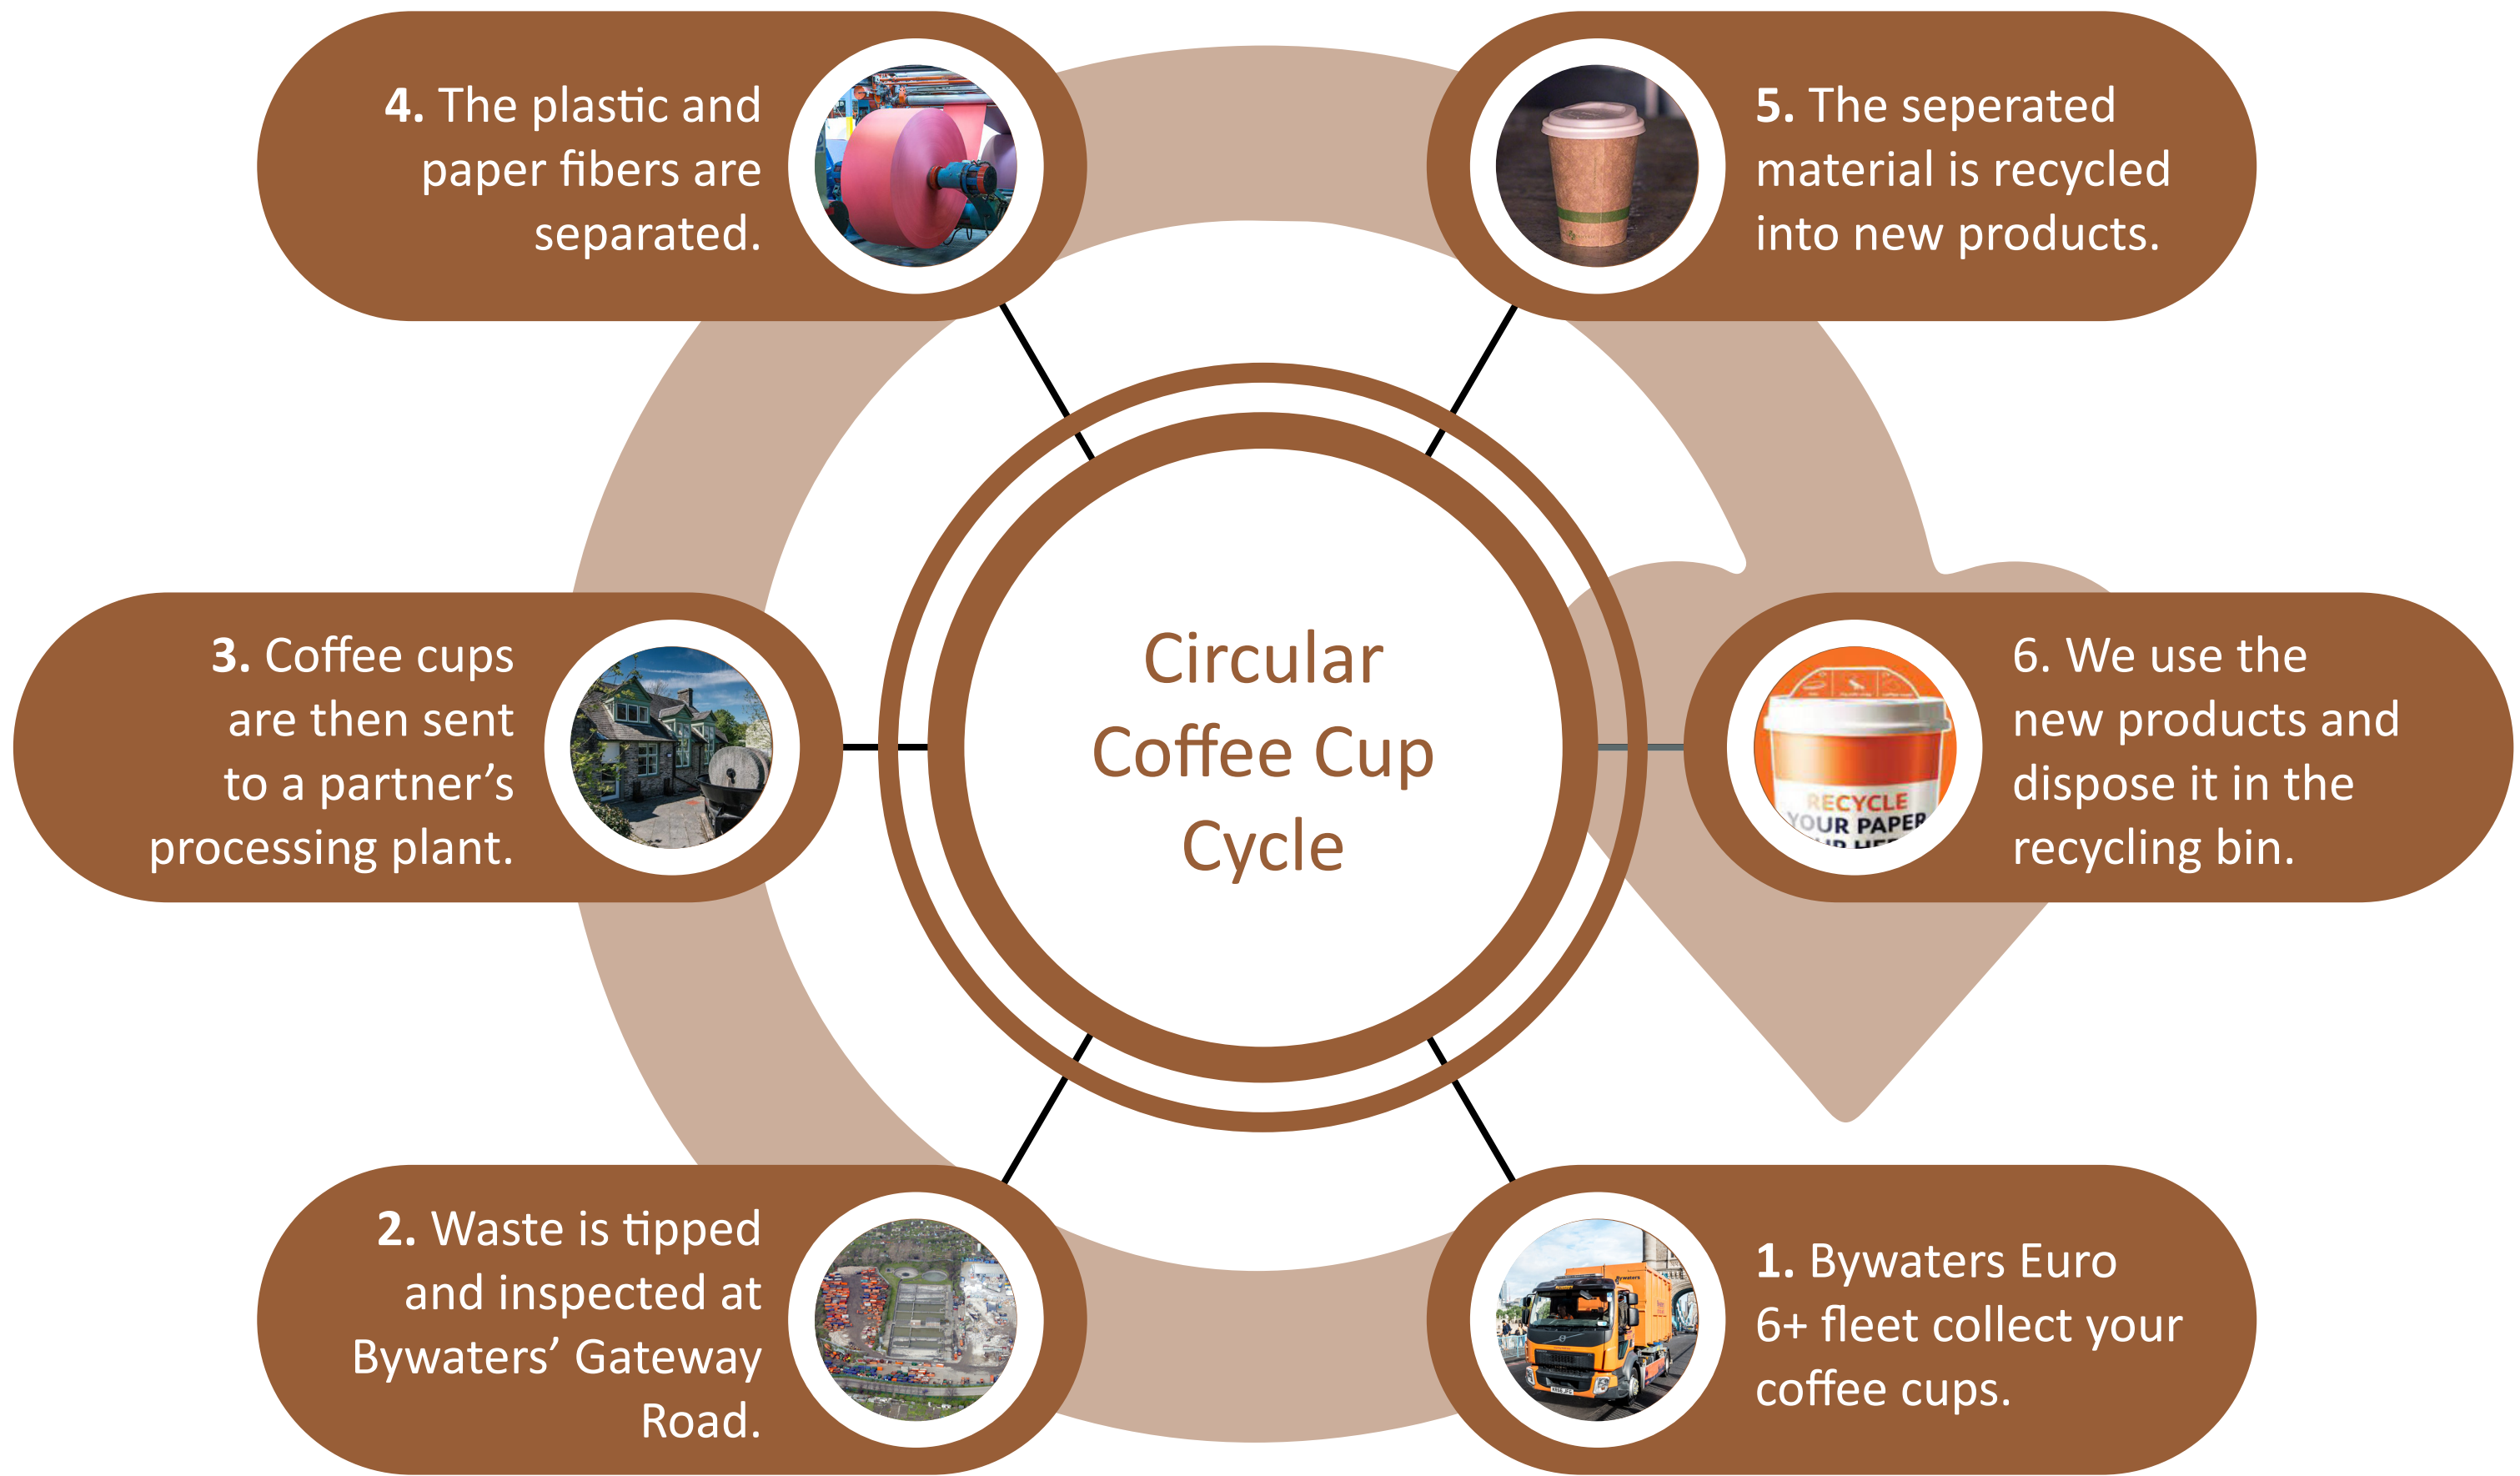 4. The plastic and
paper fibers are
separated.
5. The seperated
material is recycled
into new products.
3. Coffee cups
are then sent
to a partner’s
processing plant.
Circular
Coffee Cup
Cycle
RECYCLE
YOUR PAPER
6. We use the
new products and
dispose it in the
recycling bin.
2. Waste is tipped
and inspected at
Bywaters’ Gateway
Road.
Bywaters
1. Bywaters Euro
6+ fleet collect your
coffee cups.